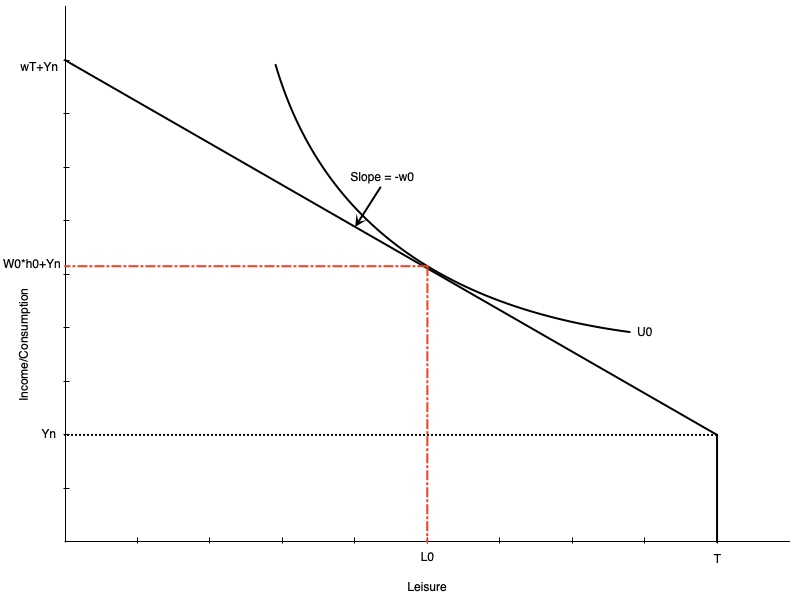 wT+Yn
Slope = -w0
W0*h0+Yn
Income/Consumption
U0
Yn
L0
T
Leisure